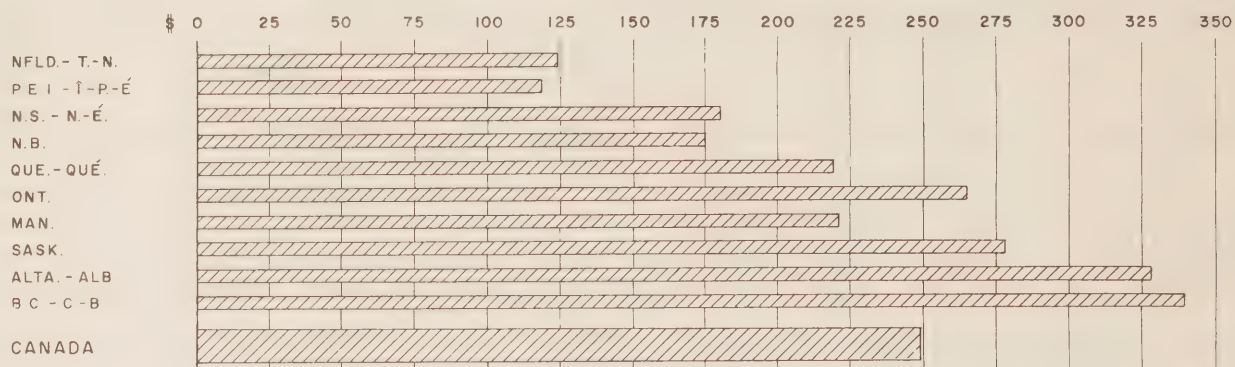 $ 0 25 50 75 100 125 150 175 200 225 250 275 300 325 350
NFLD.- T.- N.
P E I - Î-P.-É
N.S. - N.-É.
N.B.
QUE.- QUÉ.
ONT.
MAN.
SASK.
ALTA. - ALB
B C - C - B
CANADA